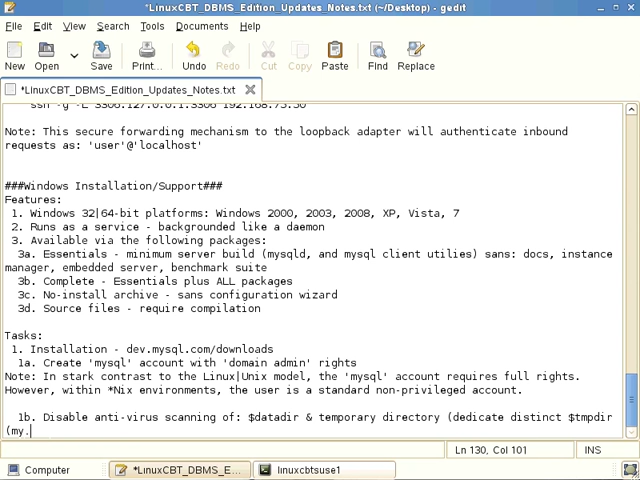 *LinuxCBT_DBMS_Edition_Updates_Notes.txt (~/Desktop) - gedit
File Edit View Search Tools Documents Help
New Open Save Print... Undo Redo Cut Copy Paste Find Replace
*LinuxCBT_DBMS_Edition_Updates_Notes.txt
Note: This secure forwarding mechanism to the loopback adapter will authenticate inbound
requests as: 'user'@'localhost'
###Windows Installation/Support###
Features:
1. Windows 32|64-bit platforms: Windows 2000, 2003, 2008, XP, Vista, 7
2. Runs as a service - backgrounded like a daemon
3. Available via the following packages:
3a. Essentials - minimum server build (mysqld, and mysql client utilies) sans: docs, instance
manager, embedded server, benchmark suite
3b. Complete - Essentials plus ALL packages
3c. No-install archive - sans configuration wizard
3d. Source files - require compilation
Tasks:
1. Installation - dev.mysql.com/downloads
1a. Create 'mysql' account with 'domain admin' rights
Note: In stark contrast to the Linux|Unix model, the 'mysql' account requires full rights.
However, within *Nix environments, the user is a standard non-privileged account.
1b. Disable anti-virus scanning of: $datadir & temporary directory (dedicate distinct $tmpdir
(my.
Ln 130, Col 101 INS
Computer *LinuxCBT_DBMS_E... linuxcbtsuse1